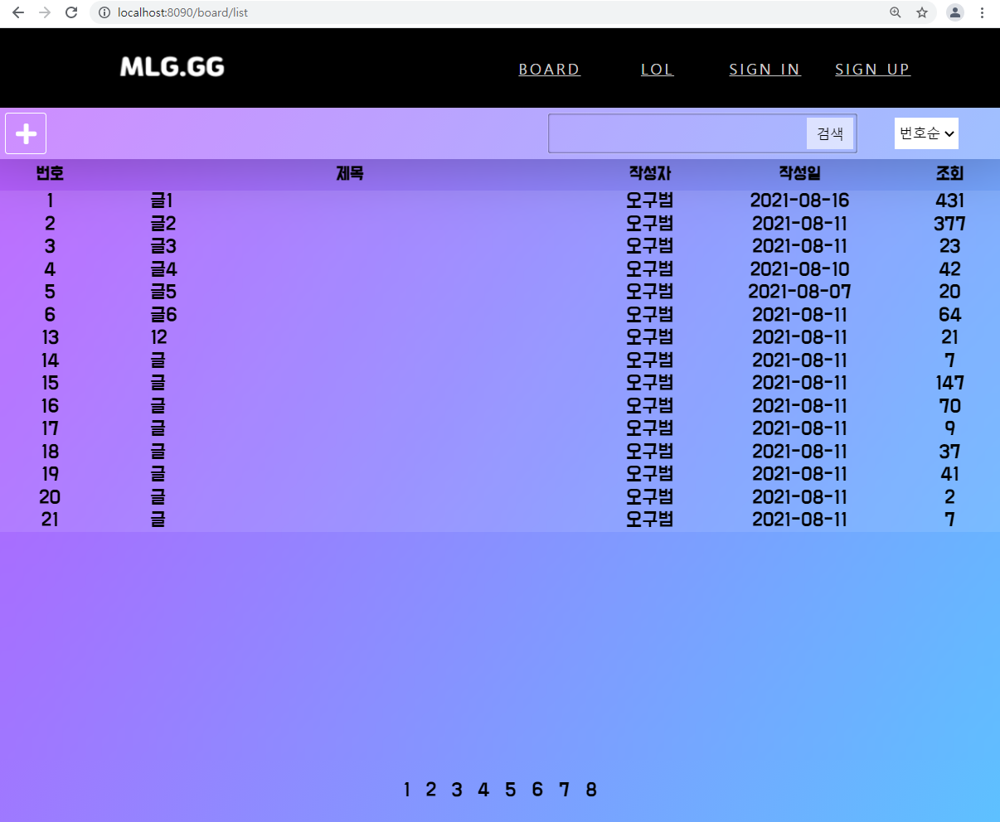 localhost:8090/board/list
MLG.GG BOARD LOL SIGN IN SIGN UP
검색 번호순
번호 제목 작성자 작성일 조회
1 글1 오구범 2021-08-16 431
2 글2 오구범 2021-08-11 377
3 글3 오구범 2021-08-11 23
4 글4 오구범 2021-08-10 42
5 글5 오구범 2021-08-07 20
6 글6 오구범 2021-08-11 64
13 12 오구범 2021-08-11 21
14 글 오구범 2021-08-11 7
15 글 오구범 2021-08-11 147
16 글 오구범 2021-08-11 70
17 글 오구범 2021-08-11 9
18 글 오구범 2021-08-11 37
19 글 오구범 2021-08-11 41
20 글 오구범 2021-08-11 2
21 글 오구범 2021-08-11 7
1 2 3 4 5 6 7 8